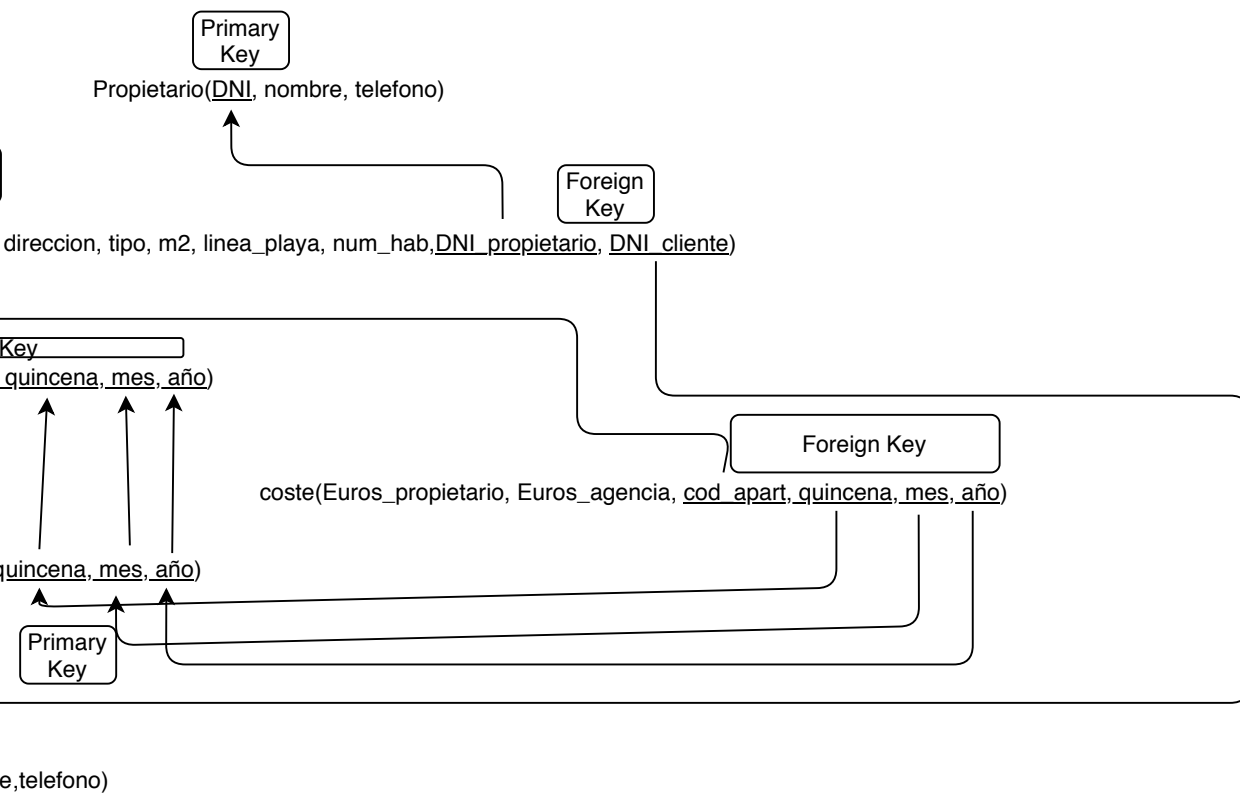 Primary
Key
Propietario(DNI, nombre, telefono)
Foreign
Key
direccion, tipo, m2, linea_playa, num_hab,DNI_propietario, DNI_cliente)
Key
quincena, mes, año)
Foreign Key
coste(Euros_propietario, Euros_agencia, cod_apart, quincena, mes, año)
quincena, mes, año)
Primary
Key
e,telefono)